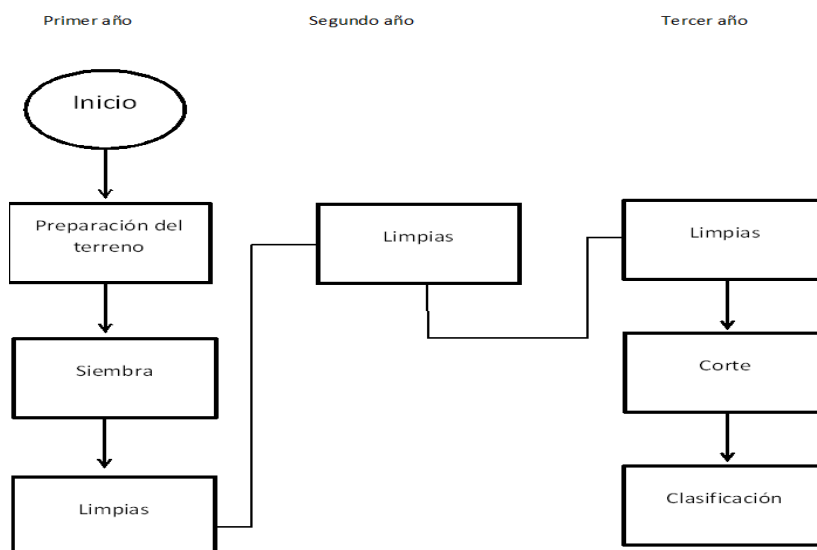 Primer año
Segundo año
Tercer año
Inicio
Preparación del
terreno
Siembra
Limpias
Limpias
Limpias
Corte
Clasificación